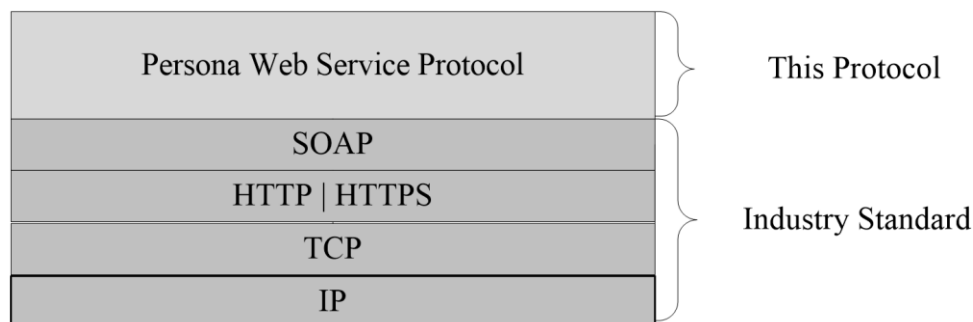 Persona Web Service Protocol
This Protocol
SOAP
HTTP | HTTPS
Industry Standard
TCP
IP